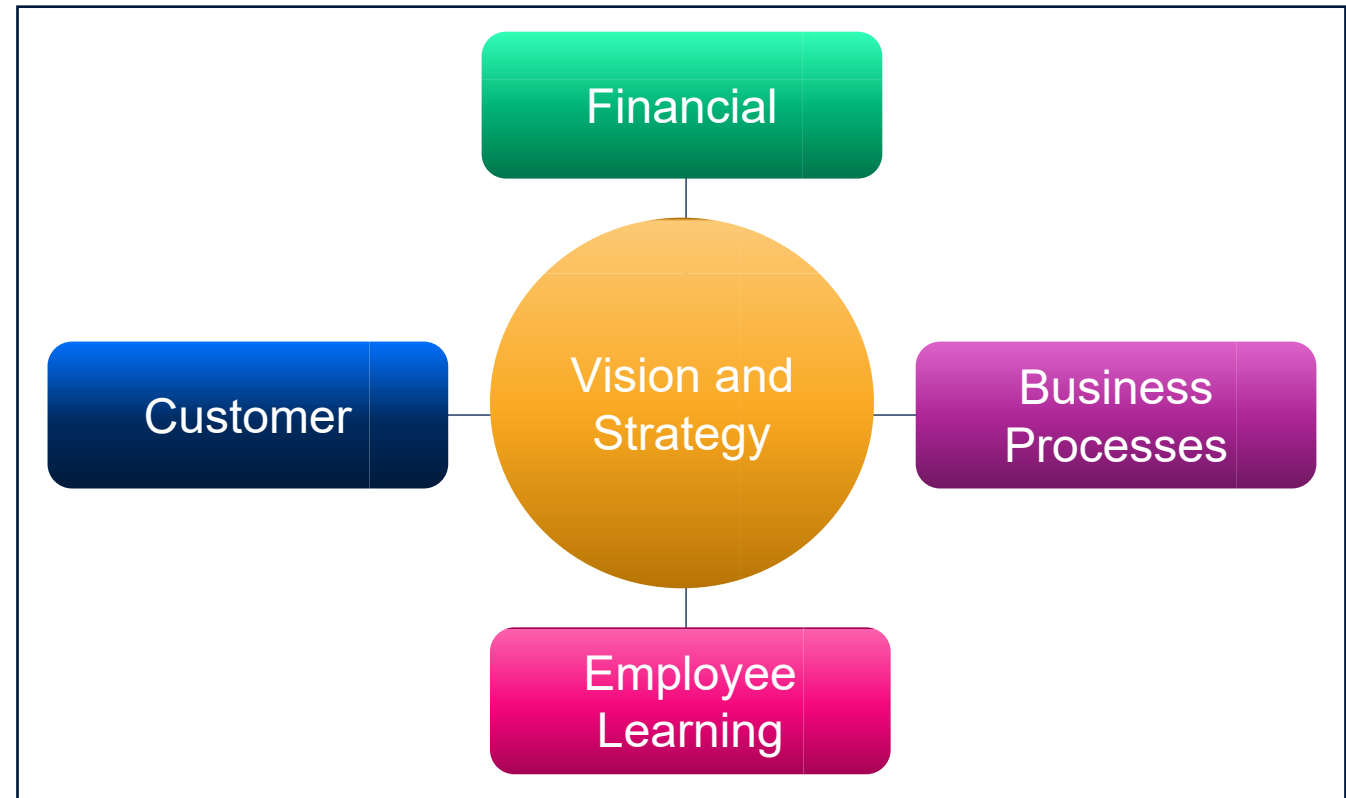 Financial
Customer
Vision and
Strategy
Business
Processes
Employee
Learning